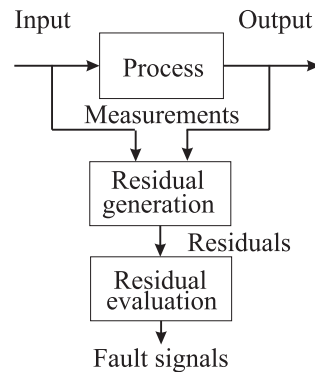 Input
Output
Process
Measurements
Residual
generation
Residuals
Residual
evaluation
Fault signals